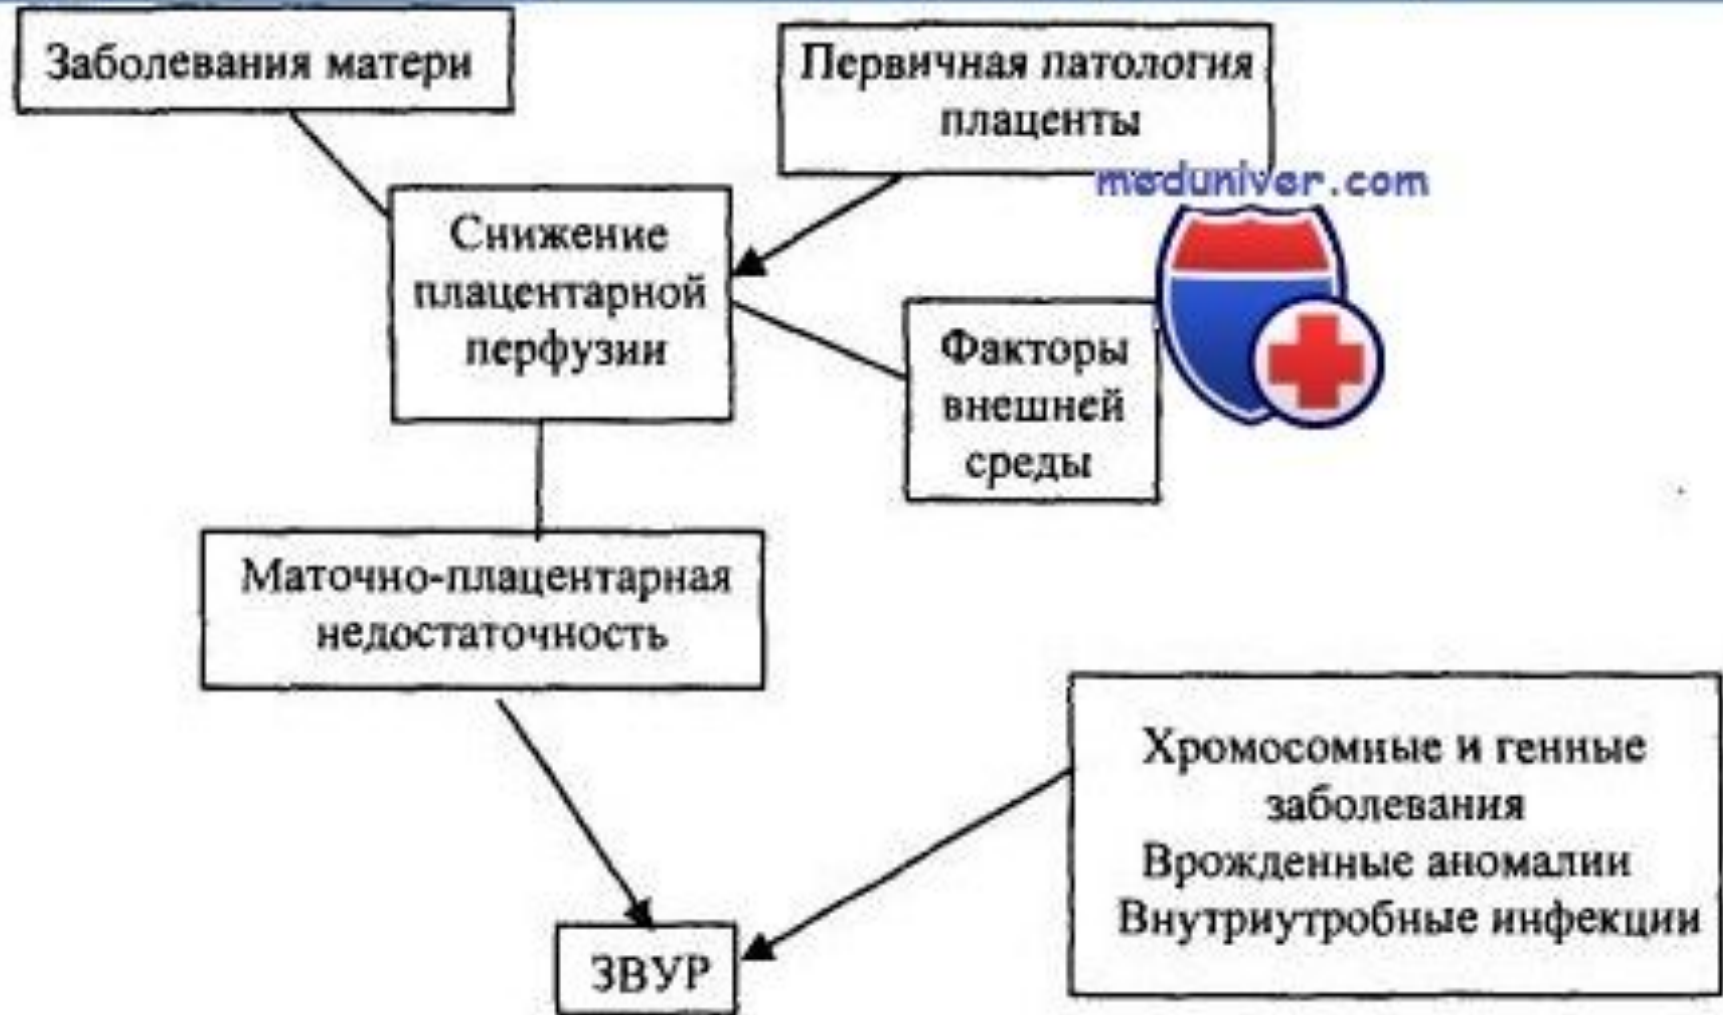 Заболевания матери
Первичная патология
плаценты
meduniver.com
Снижение
плацентарной
перфузии
Факторы
внешней
среды
Маточно-плацентарная
недостаточность
Хромосомные и генные
заболевания
Врожденные аномалии
Внутриутробные инфекции
ЗВУР